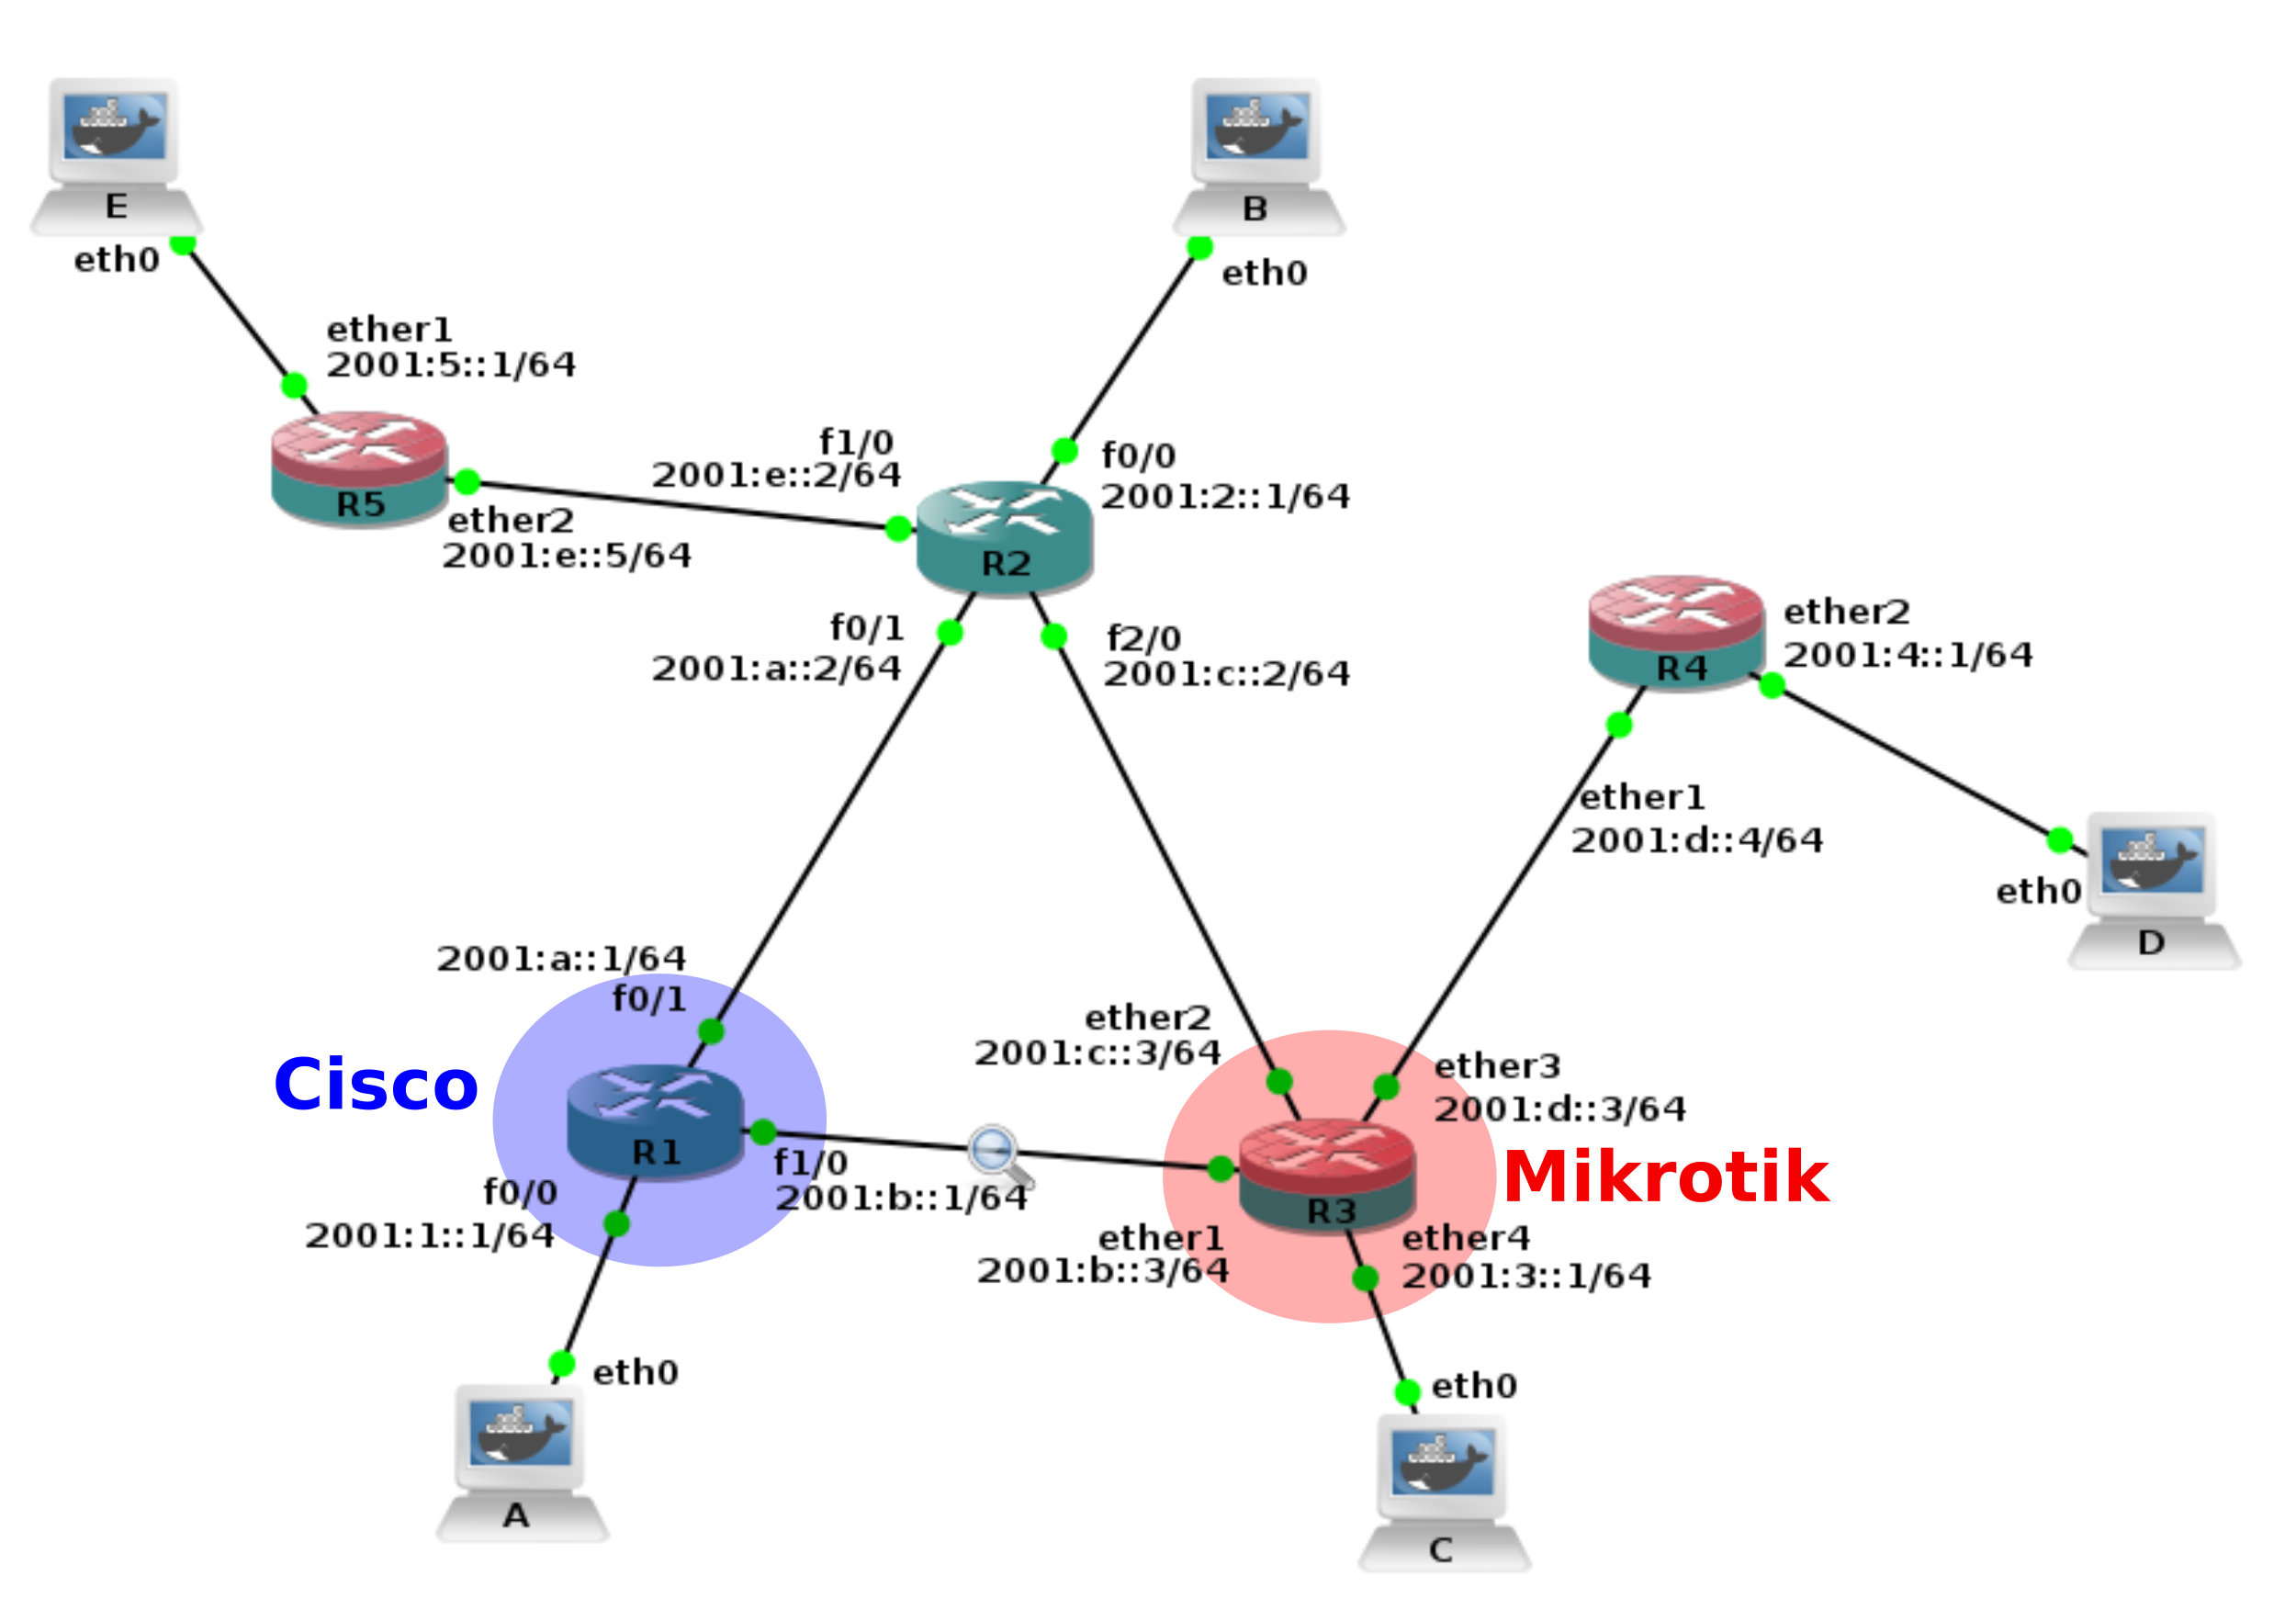 E
eth0
B
eth0
ether1
2001:5::1/64
R5
ether2
2001:e::5/64
f1/0
2001:e::2/64
f0/0
2001:2::1/64
R2
f0/1
2001:a::2/64
f2/0
2001:c::2/64
R4
ether2
2001:4::1/64
ether1
2001:d::4/64
eth0
D
2001:a::1/64
f0/1
Cisco
R1
f1/0
2001:b::1/64
f0/0
2001:1::1/64
ether2
2001:c::3/64
ether3
2001:d::3/64
Mikrotik
R3
ether1
2001:b::3/64
ether4
2001:3::1/64
eth0
A
eth0
C